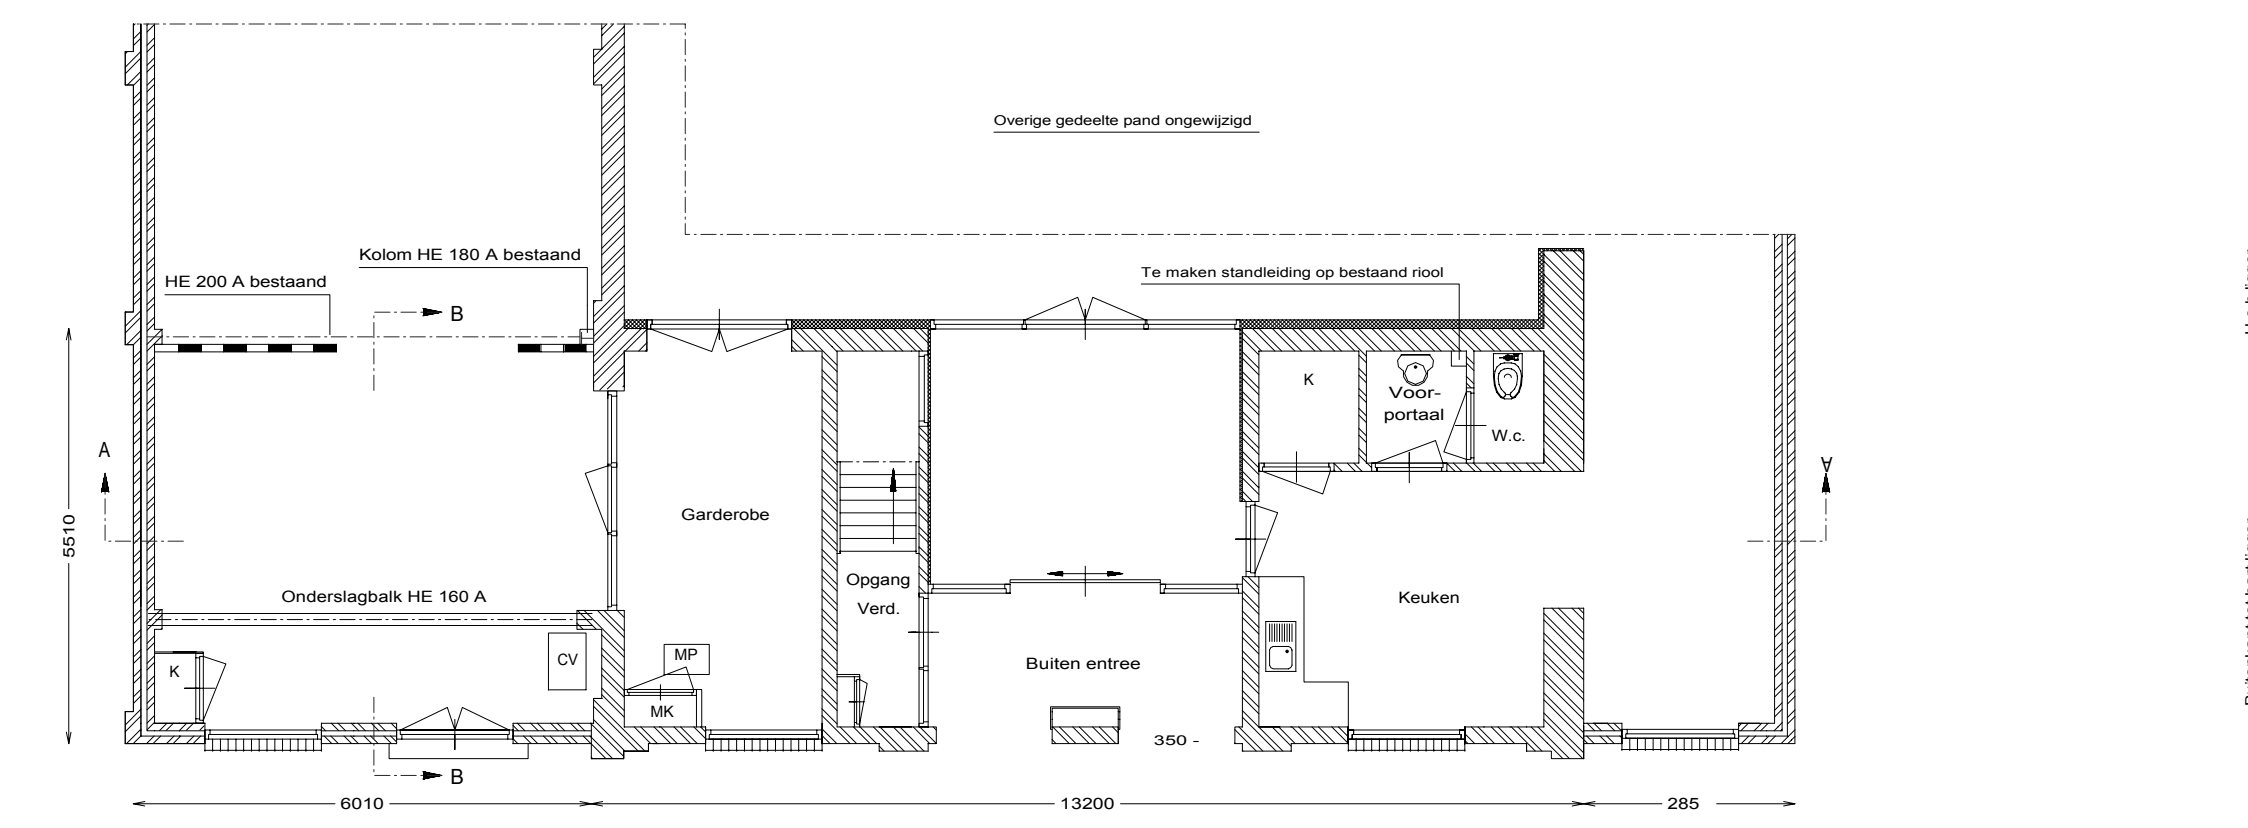 Overige gedeelte pand ongewijzigd
Kolom HE 180 A bestaand
HE 200 A bestaand
Te maken standleiding op bestaand riool
B
K
Voor-
portaal
W.c.
A
A
5510
Garderobe
Opgang
Verd.
Onderslagbalk HE 160 A
Keuken
K
CV
MP
MK
Buiten entree
350 -
B
6010
13200
285